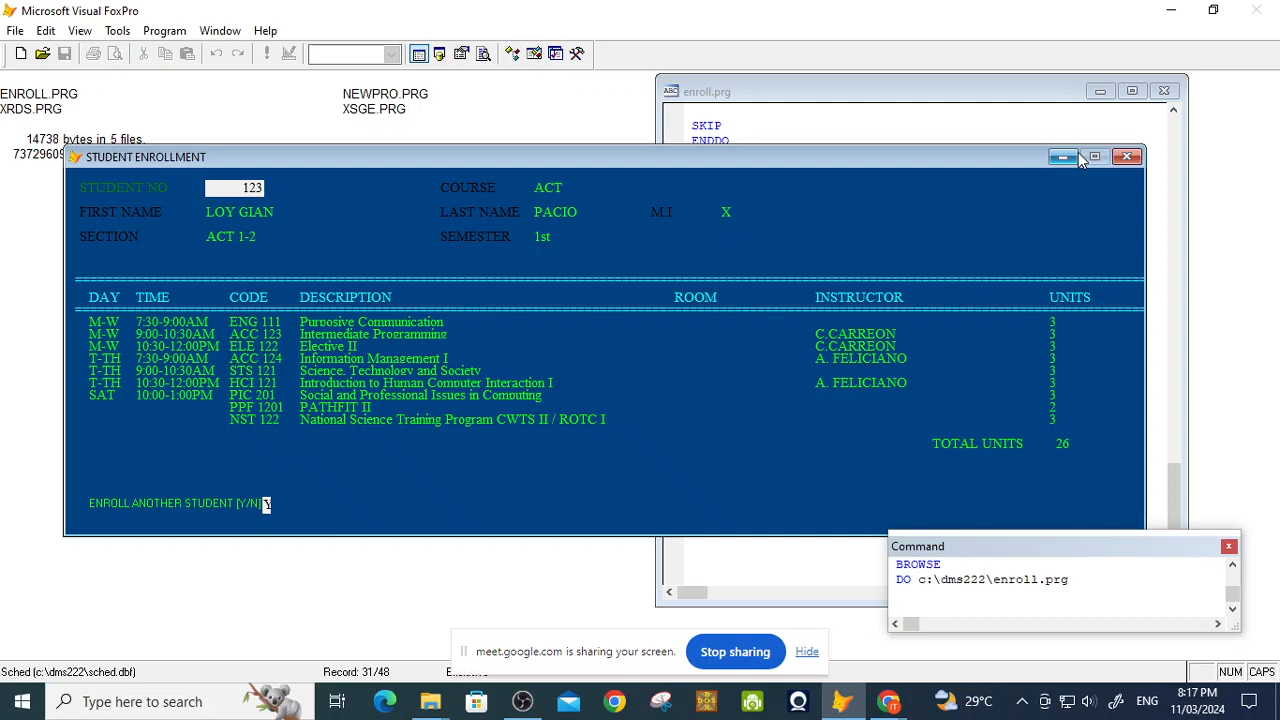 Microsoft Visual FoxPro
File Edit View Tools Program Window Help
ENROLL.PRG NEWPRO.PRG
XRDS.PRG XSGE.PRG
14738 bytes in 5 files.
73729609
enroll.prg
SKIP
ENDDO
STUDENT ENROLLMENT
STUDENT NO 123 COURSE ACT
FIRST NAME LOY GIAN LAST NAME PACIO M.I X
SECTION ACT 1-2 SEMESTER 1st
DAY TIME CODE DESCRIPTION ROOM INSTRUCTOR UNITS
M-W 7:30-9:00AM ENG 111 Purposive Communication 3
M-W 9:00-10:30AM ACC 123 Intermediate Programming C.CARREON 3
M-W 10:30-12:00PM ELE 122 Elective II C.CARREON 3
T-TH 7:30-9:00AM ACC 124 Information Management I A. FELICIANO 3
T-TH 9:00-10:30AM STS 121 Science, Technology and Society 3
T-TH 10:30-12:00PM HCI 121 Introduction to Human Computer Interaction I A. FELICIANO 3
SAT 10:00-1:00PM PIC 201 Social and Professional Issues in Computing 3
PPF 1201 PATHFIT II 2
NST 122 National Science Training Program CWTS II / ROTC I 3
TOTAL UNITS 26
ENROLL ANOTHER STUDENT [Y/N] Y
Command
BROWSE
DO c:\dms222\enroll.prg
meet.google.com is sharing your screen. Stop sharing Hide
Sched (c:\dms222\sched.dbf) Record: 31/48 NUM CAPS
Type here to search 29°C ENG 8:17 PM
11/03/2024